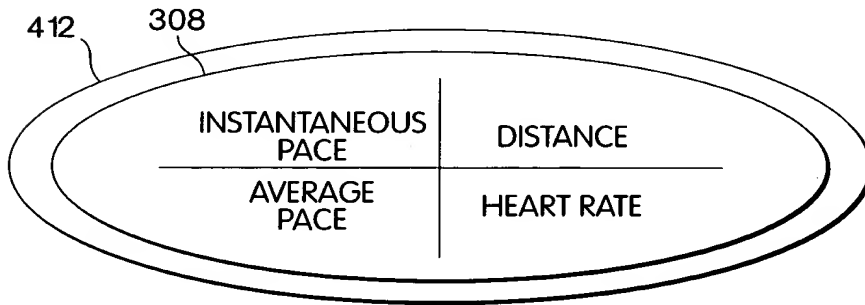 412
308
INSTANTANEOUS
PACE
DISTANCE
AVERAGE
PACE
HEART RATE